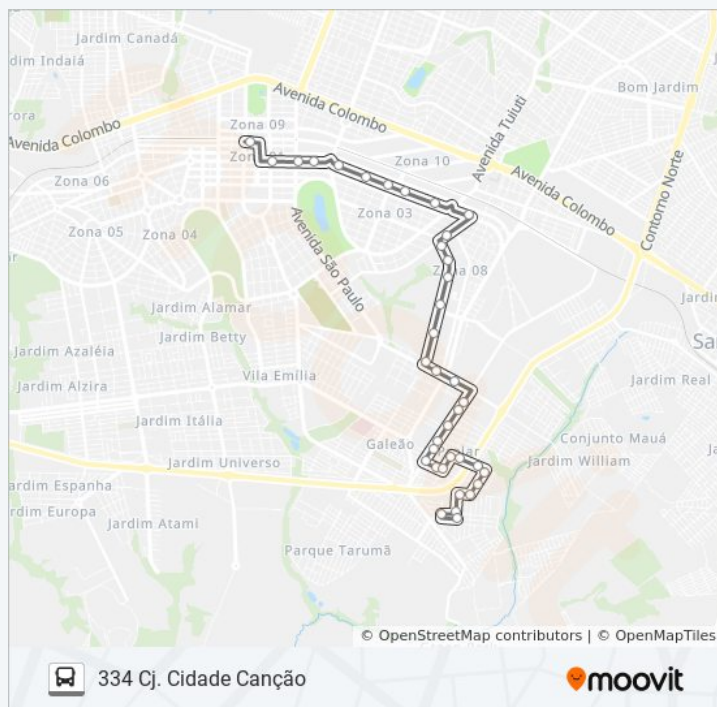 Jardim Canadá
Jardim Indaiá
Bom Jardim
Avenida Colombo
Zona 09
Avenida Tuiuti
Avenida Colombo
Zona 10
Contorno Norte
Zona 06
Zona 03
Avenida Colombo
Zona 05
Zona 04
Avenida São Paulo
Zona 08
Jardim Alamar
Jardim Betty
Jardim Azaléia
Vila Emília
Jardim Real
Jardim Alzira
Jardim Itália
Galeão
Conjunto Mauá
Jardim Universo
Jardim William
Jardim Espanha
Jardim Europa
Jardim Atami
Parque Tarumã
© OpenStreetMap contributors | © OpenMapTiles
334 Cj. Cidade Canção
moovit